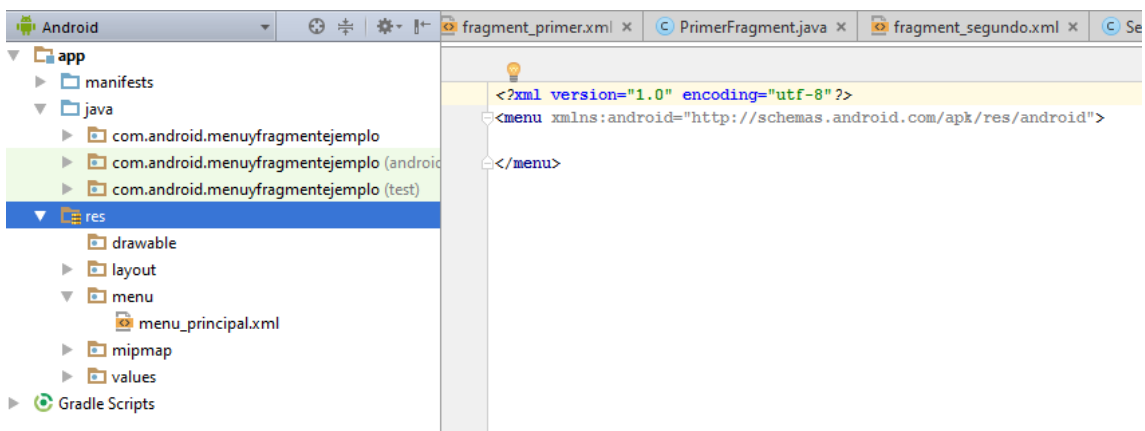 Android
fragment_primer.xml
PrimerFragment.java
fragment_segundo.xml
Se
app
manifests
java
com.android.menuyfragmentejemplo
com.android.menuyfragmentejemplo (androic
com.android.menuyfragmentejemplo (test)
res
drawable
layout
menu
menu_principal.xml
mipmap
values
Gradle Scripts
<?xml version="1.0" encoding="utf-8"?>
<menu xmlns:android="http://schemas.android.com/apk/res/android">
</menu>